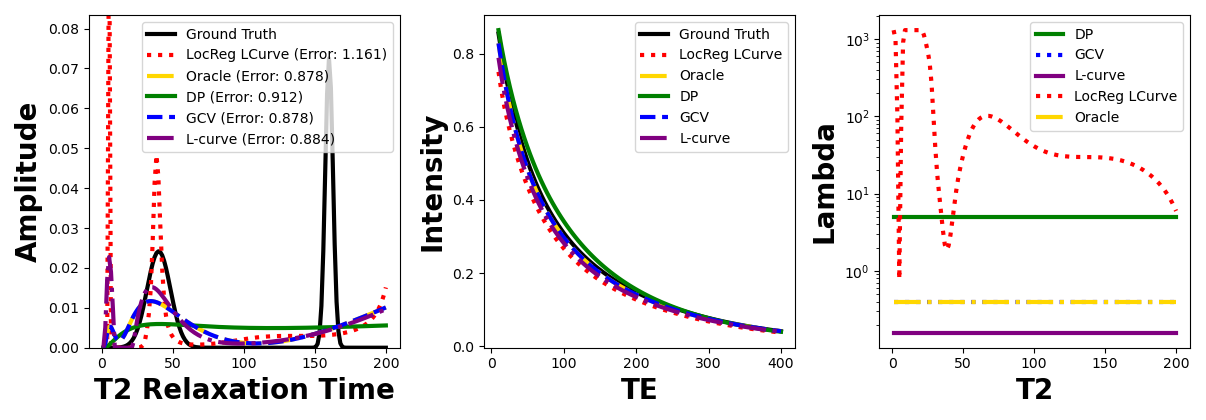 0.08
0.07
0.06
0.05
0.04
0.03
0.02
0.01
0.00
Amplitude
Ground Truth
LocReg LCurve (Error: 1.161)
Oracle (Error: 0.878)
DP (Error: 0.912)
GCV (Error: 0.878)
L-curve (Error: 0.884)
0 50 100 150 200
T2 Relaxation Time
0.8
0.6
0.4
0.2
0.0
Intensity
Ground Truth
LocReg LCurve
Oracle
DP
GCV
L-curve
0 100 200 300 400
TE
10³
10²
10¹
10⁰
Lambda
DP
GCV
L-curve
LocReg LCurve
Oracle
0 50 100 150 200
T2